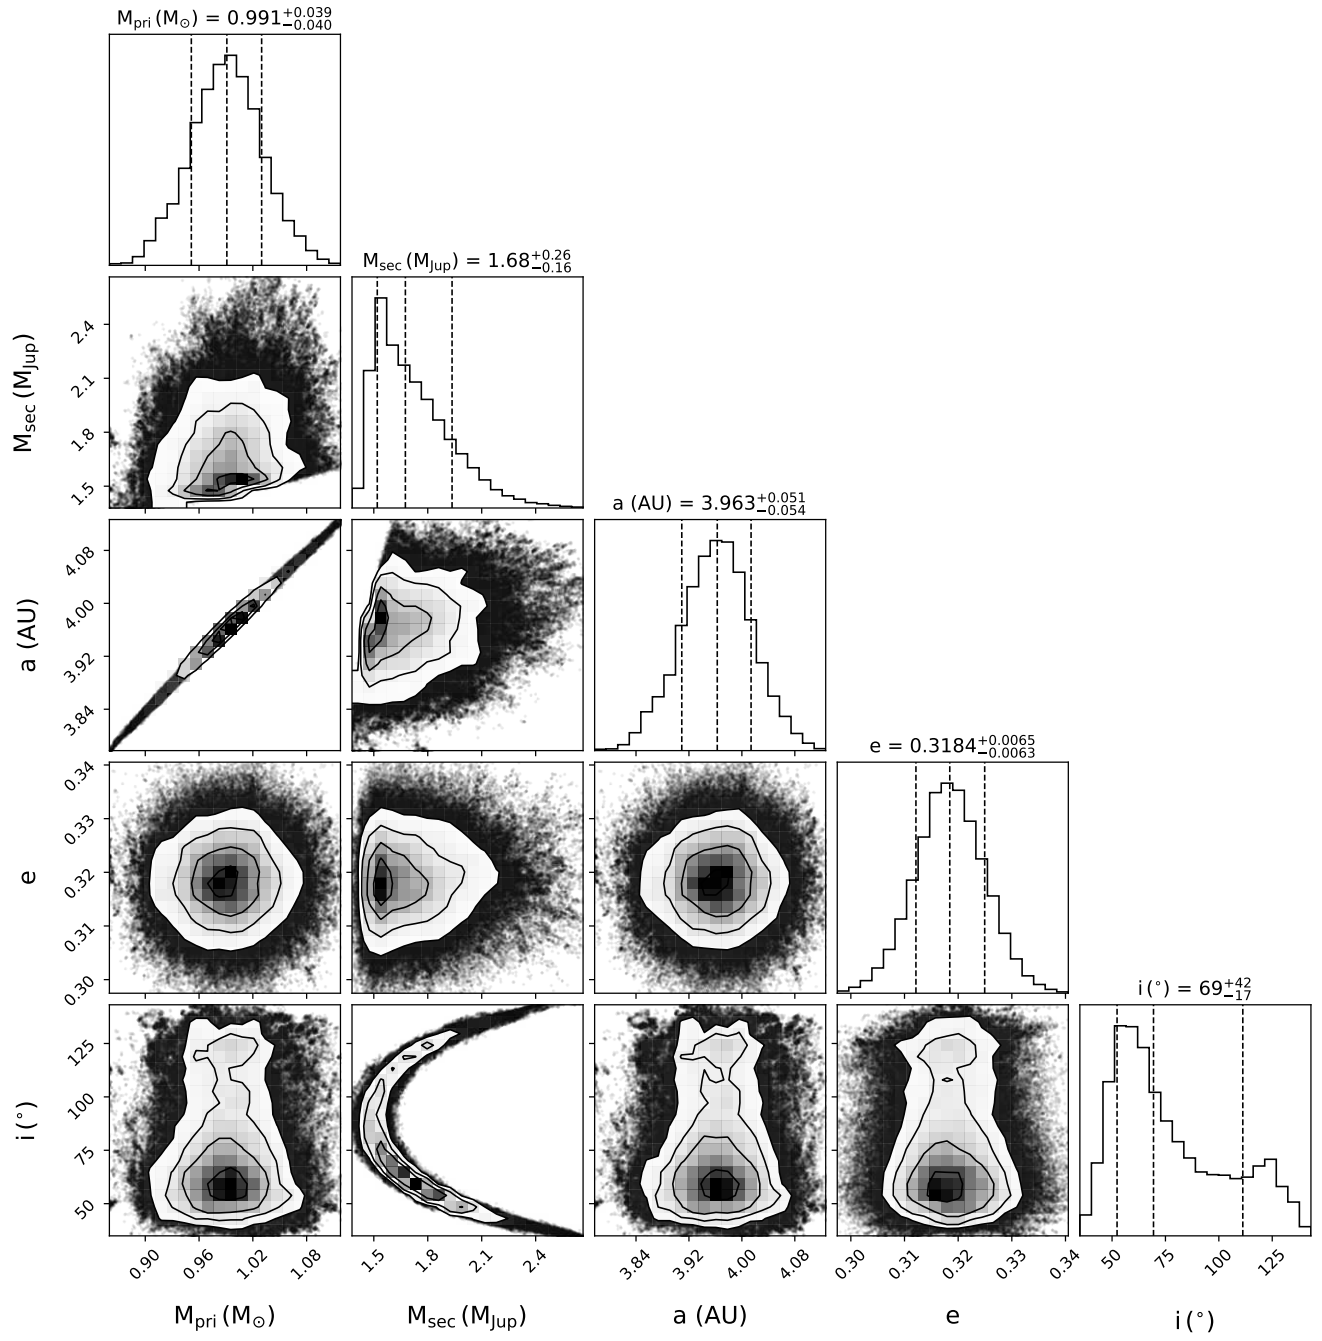 M_pri (M_⊙) = 0.991^{+0.039}_{−0.040}
M_sec (M_Jup) = 1.68^{+0.26}_{−0.16}
M_sec (M_Jup)
2.4
2.1
1.8
1.5
a (AU) = 3.963^{+0.051}_{−0.054}
a (AU)
4.08
4.00
3.92
3.84
e = 0.3184^{+0.0065}_{−0.0063}
e
0.34
0.33
0.32
0.31
0.30
i (°) = 69^{+42}_{−17}
i (°)
125
100
75
50
0.90 0.96 1.02 1.08
1.5 1.8 2.1 2.4
3.84 3.92 4.00 4.08
0.30 0.31 0.32 0.33 0.34
50 75 100 125
M_pri (M_⊙) M_sec (M_Jup) a (AU) e i (°)